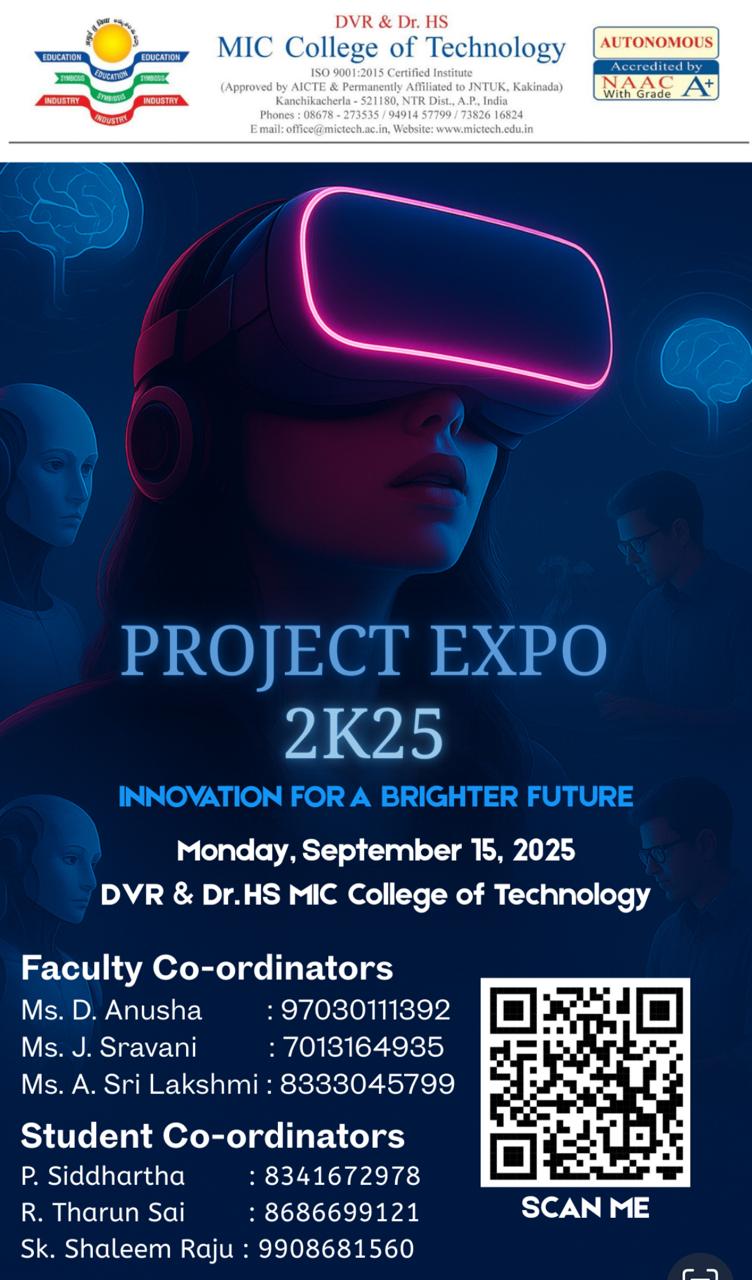 EDUCATION EDUCATION
SYMBIOSIS EDUCATION SYMBIOSIS
INDUSTRY SYMBIOSIS INDUSTRY
INDUSTRY
DVR & Dr. HS
MIC College of Technology
ISO 9001:2015 Certified Institute
(Approved by AICTE & Permanently Affiliated to JNTUK, Kakinada)
Kanchikacherla - 521180, NTR Dist., A.P., India
Phones : 08678 - 273535 / 94914 57799 / 73826 16824
E mail: office@mictech.ac.in, Website: www.mictech.edu.in
AUTONOMOUS
Accredited by
NAAC
With Grade A+
PROJECT EXPO
2K25
INNOVATION FOR A BRIGHTER FUTURE
Monday, September 15, 2025
DVR & Dr.HS MIC College of Technology
Faculty Co-ordinators
Ms. D. Anusha : 97030111392
Ms. J. Sravani : 7013164935
Ms. A. Sri Lakshmi : 8333045799
Student Co-ordinators
P. Siddhartha : 8341672978
R. Tharun Sai : 8686699121
Sk. Shaleem Raju : 9908681560
SCAN ME